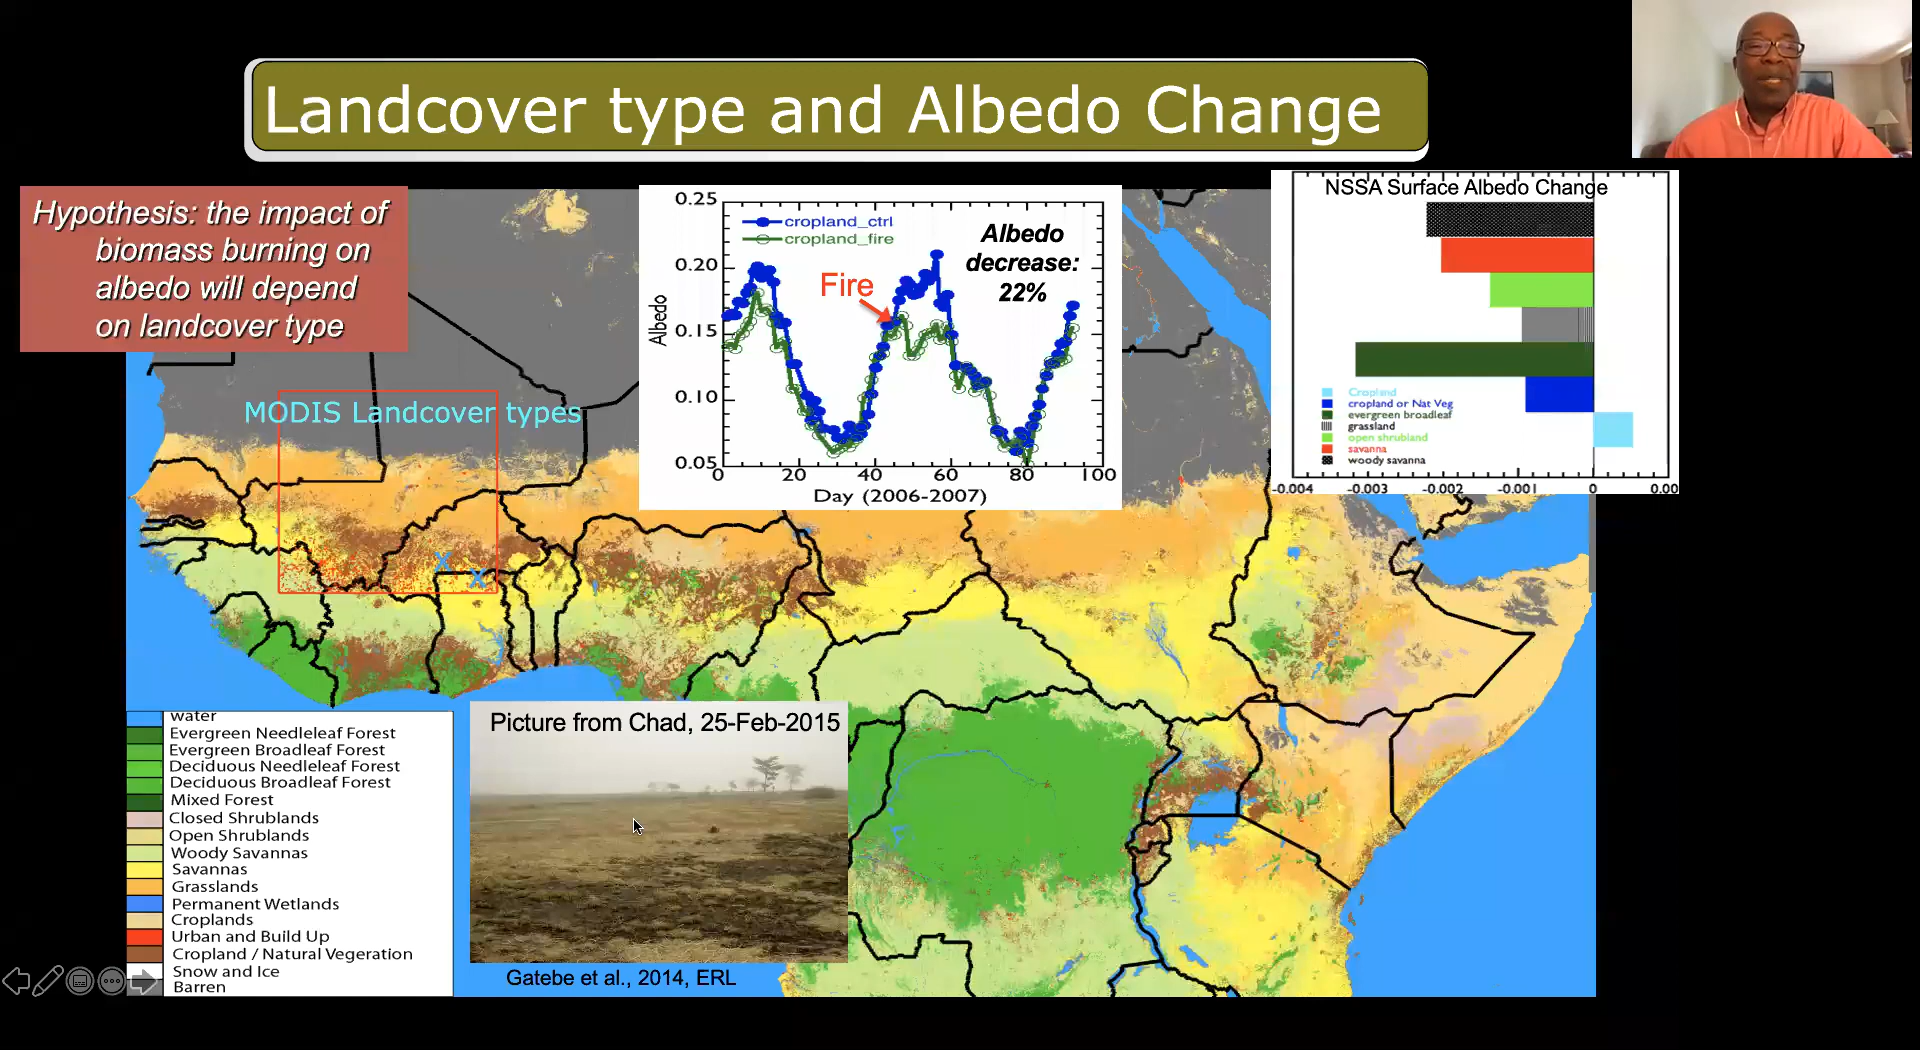 Landcover type and Albedo Change
Hypothesis: the impact of
biomass burning on
albedo will depend
on landcover type
MODIS Landcover types
0.25
0.20
0.15
0.10
0.05
Albedo
cropland_ctrl
cropland_fire
Fire
Albedo
decrease:
22%
0 20 40 60 80 100
Day (2006-2007)
NSSA Surface Albedo Change
Cropland
cropland or Nat Veg
evergreen broadleaf
grassland
open shrubland
savanna
woody savanna
-0.004 -0.003 -0.002 -0.001 0 0.00
X
X
water
Evergreen Needleleaf Forest
Evergreen Broadleaf Forest
Deciduous Needleleaf Forest
Deciduous Broadleaf Forest
Mixed Forest
Closed Shrublands
Open Shrublands
Woody Savannas
Savannas
Grasslands
Permanent Wetlands
Croplands
Urban and Build Up
Cropland / Natural Vegeration
Snow and Ice
Barren
Picture from Chad, 25-Feb-2015
Gatebe et al., 2014, ERL